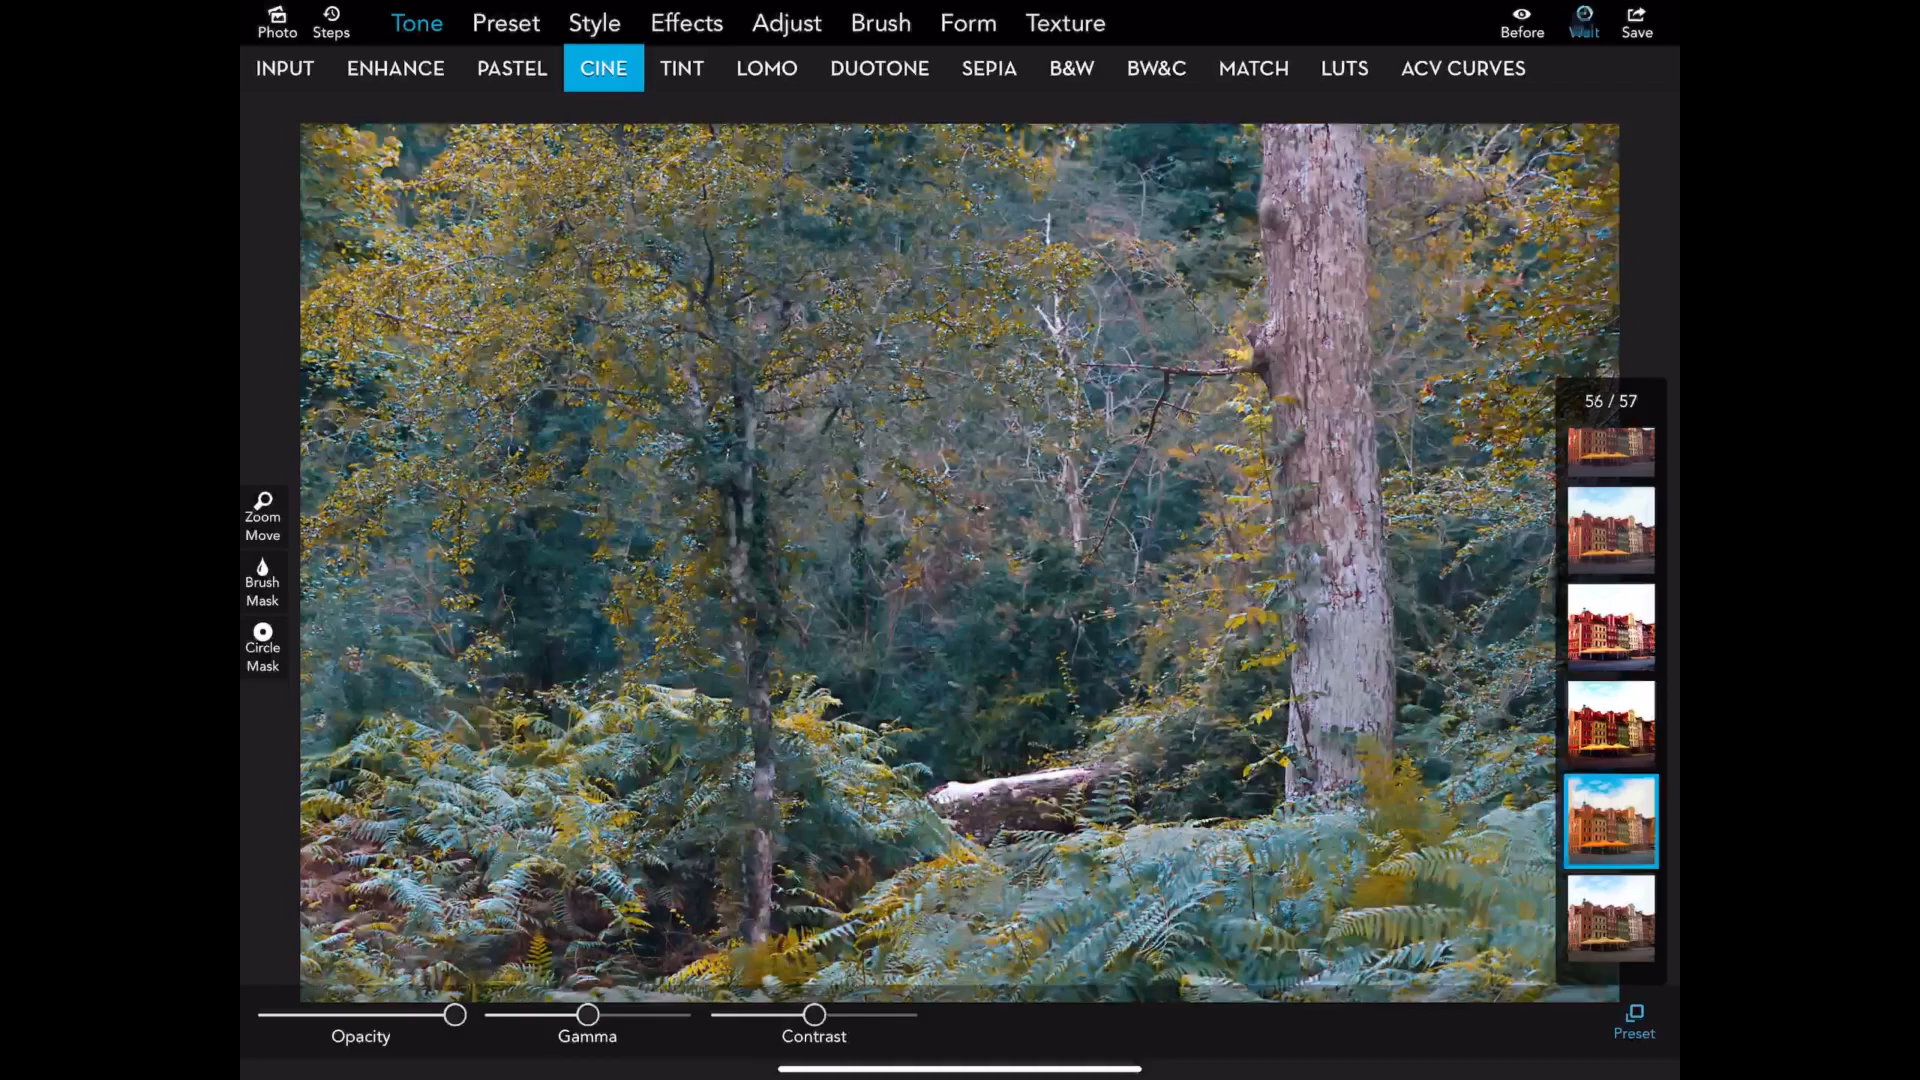 Photo Steps Tone Preset Style Effects Adjust Brush Form Texture Before Wait Save
INPUT ENHANCE PASTEL CINE TINT LOMO DUOTONE SEPIA B&W BW&C MATCH LUTS ACV CURVES
56 / 57
Zoom
Move
Brush
Mask
Circle
Mask
Opacity Gamma Contrast Preset